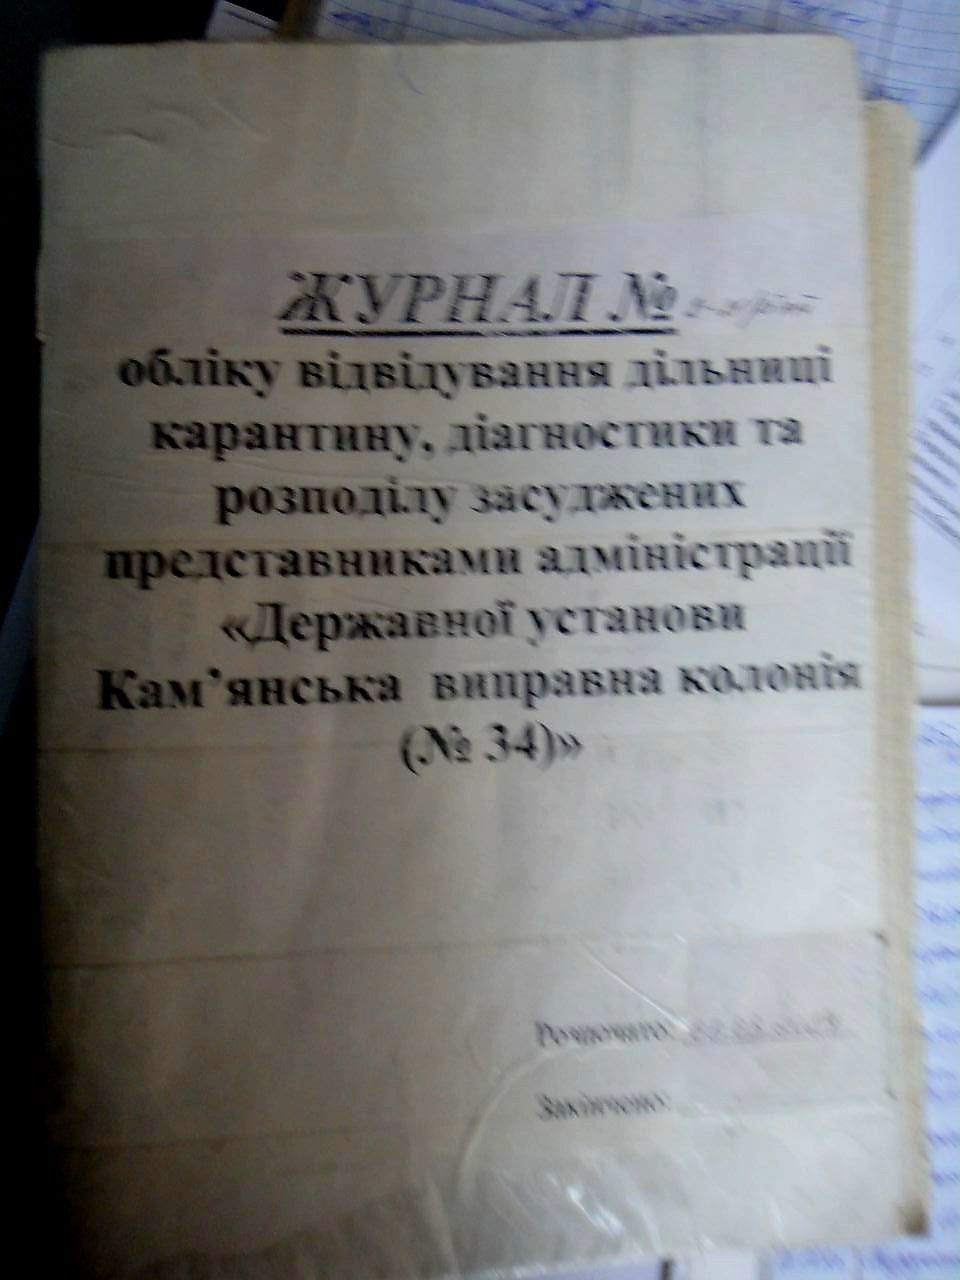 ЖУРНАЛ №
обліку відвідування дільниці
карантину, діагностики та
розподілу засуджених
представниками адміністрації
«Державної установи
Кам’янська виправна колонія
(№ 34)»
Розпочато:
Закінчено: